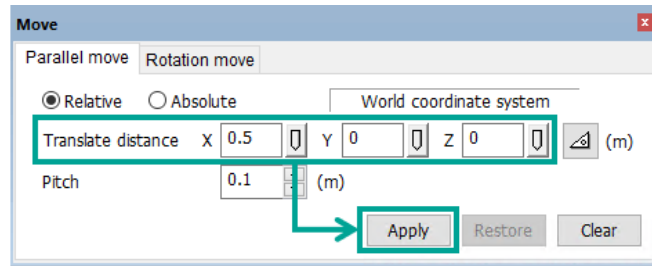 Move
Parallel move Rotation move
Relative Absolute World coordinate system
Translate distance X 0.5 Y 0 Z 0 (m)
Pitch 0.1 (m)
Apply Restore Clear